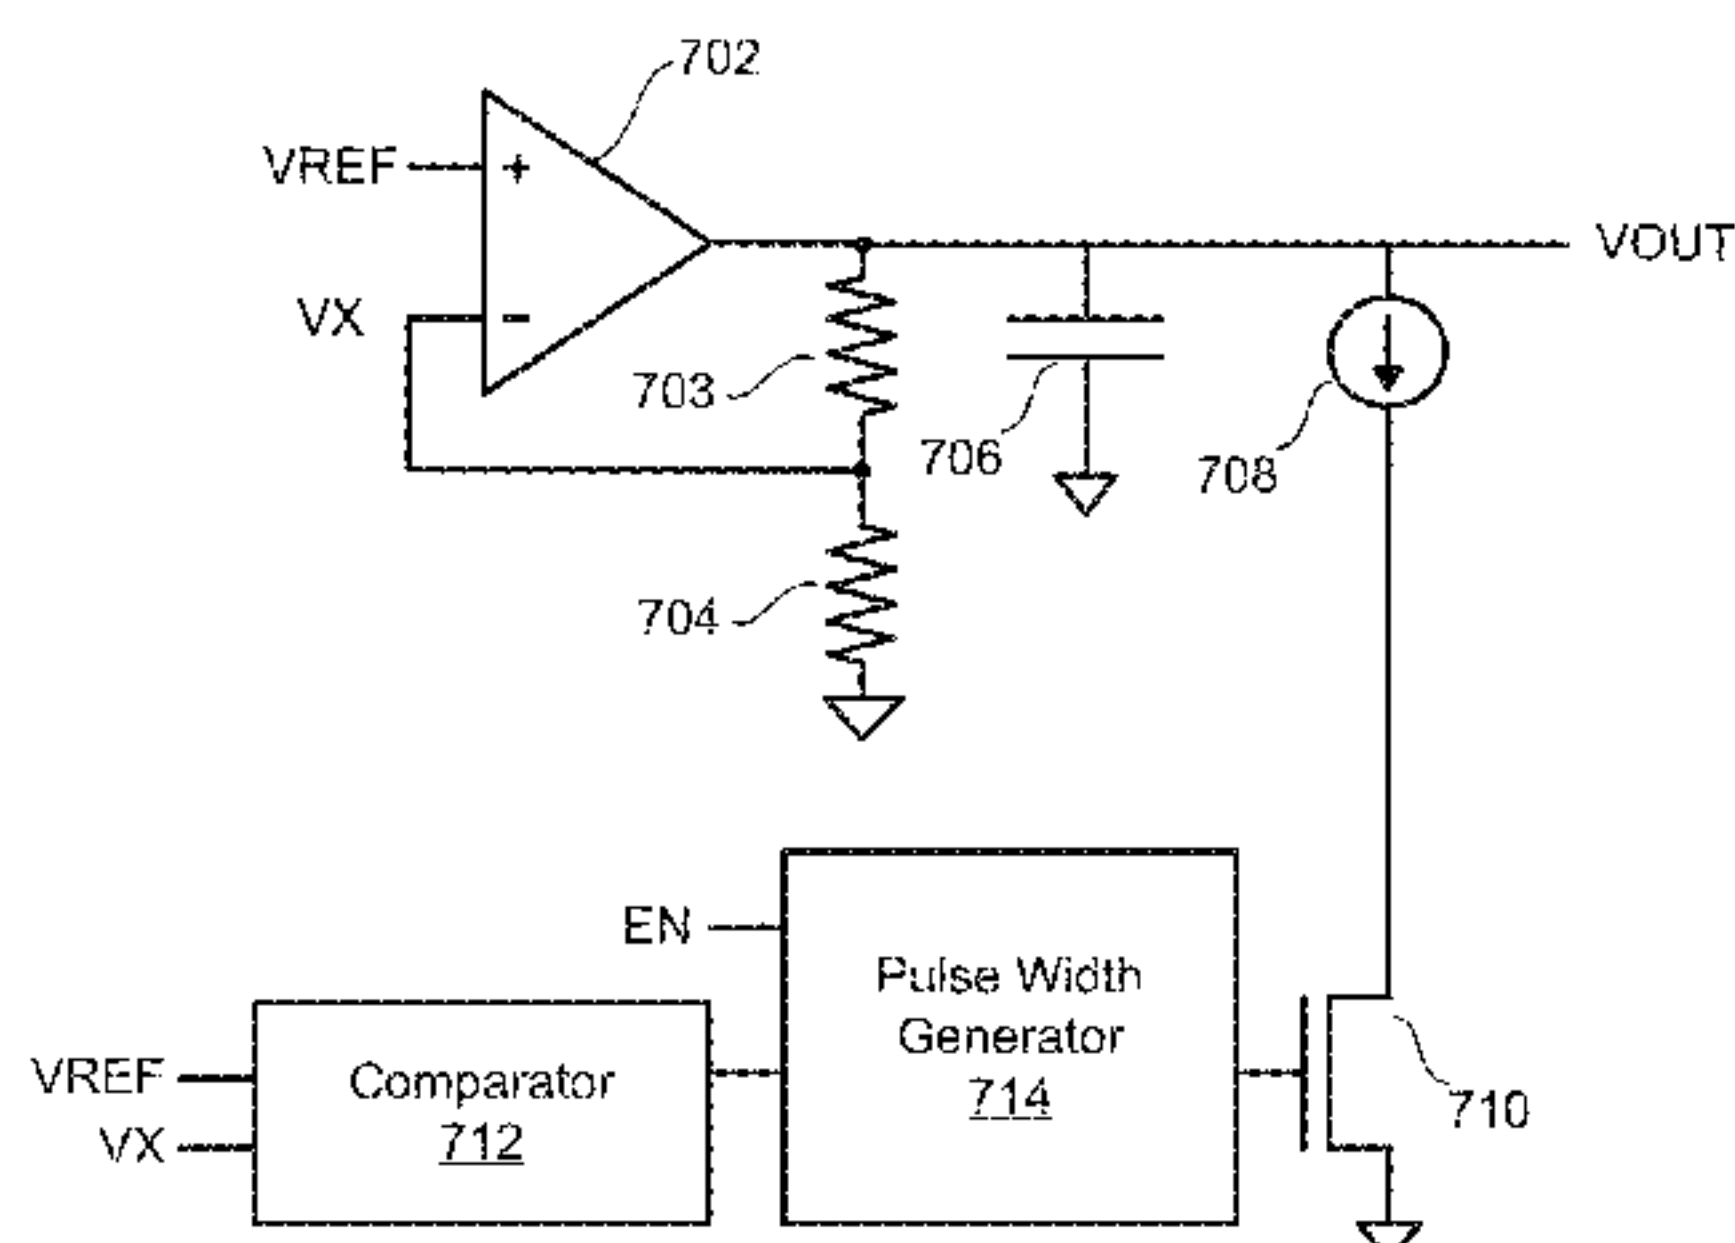 702
VREF
+
VOUT
VX
-
703
706
708
704
EN
Pulse Width
Generator
714
VREF
Comparator
VX
712
710